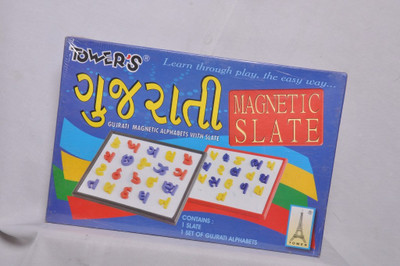 TOWER'S®
Learn through play, the easy way...
ગુજરાતી
MAGNETIC
SLATE
GUJRATI MAGNETIC ALPHABETS WITH SLATE
CONTAINS :
1 SLATE
1 SET OF GUJRATI ALPHABETS
TOWER